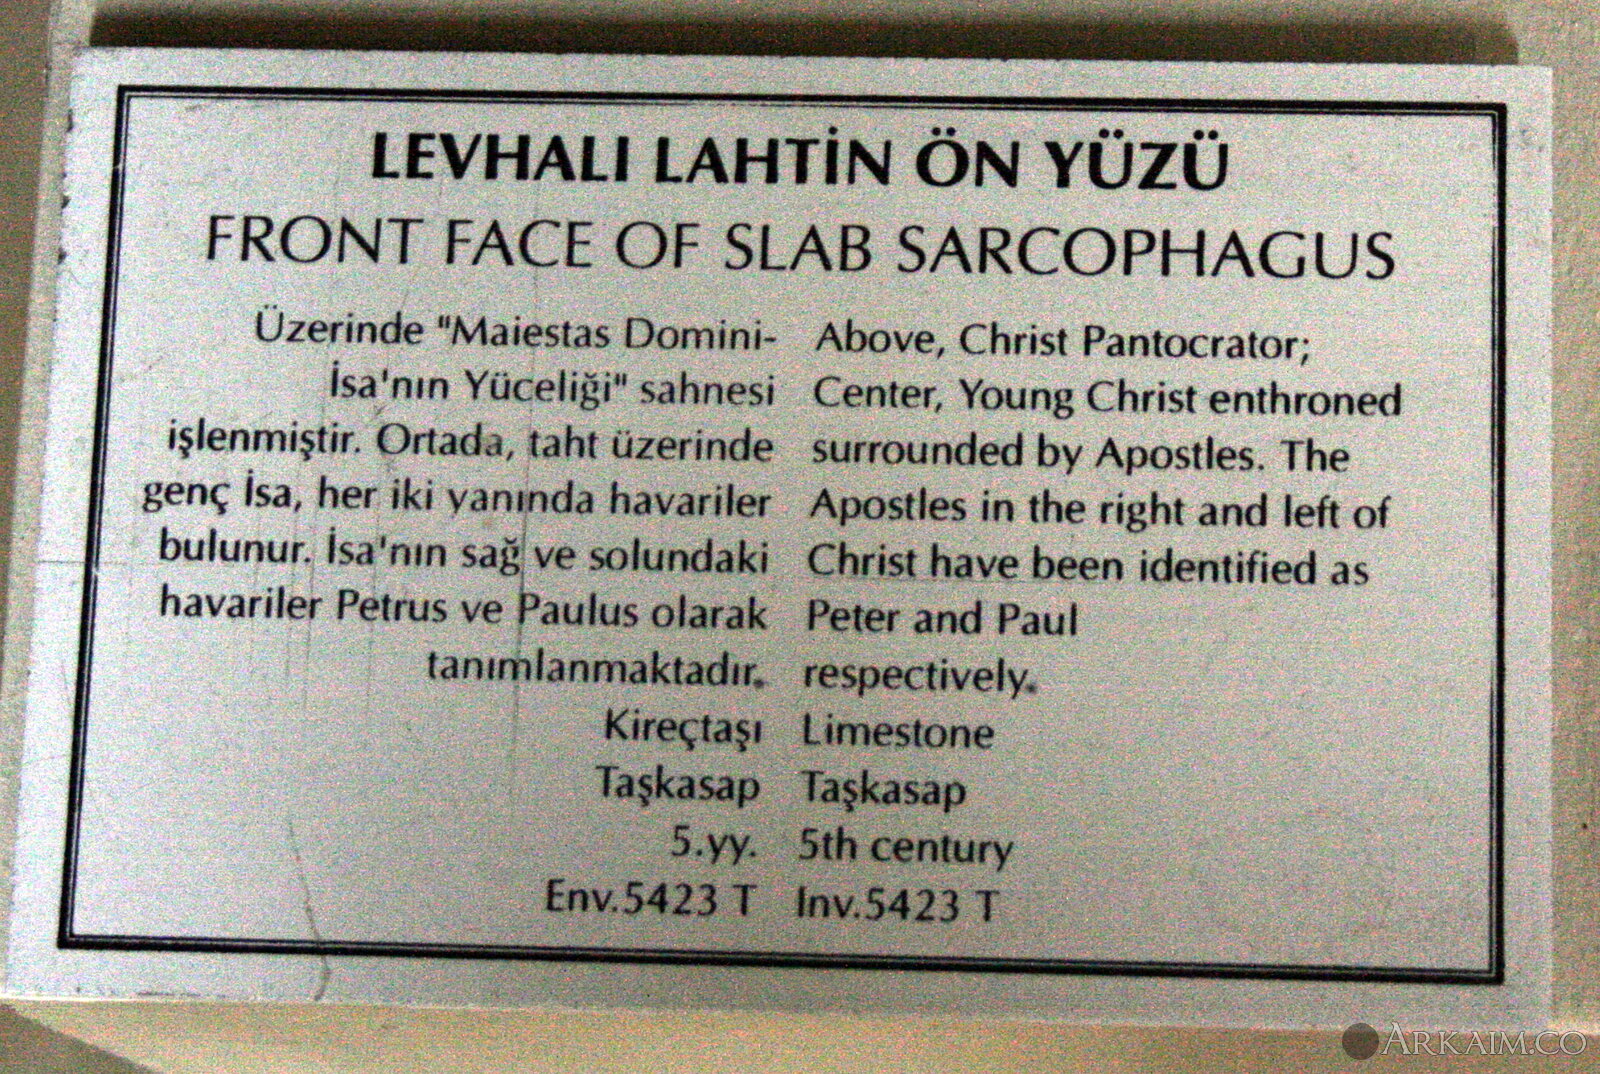 LEVHALI LAHTİN ÖN YÜZÜ
FRONT FACE OF SLAB SARCOPHAGUS
Üzerinde "Maiestas Domini-
İsa'nın Yüceliği" sahnesi
işlenmiştir. Ortada, taht üzerinde
genç İsa, her iki yanında havariler
bulunur. İsa'nın sağ ve solundaki
havariler Petrus ve Paulus olarak
tanımlanmaktadır.
Kireçtaşı
Taşkasap
5.yy.
Env.5423 T
Above, Christ Pantocrator;
Center, Young Christ enthroned
surrounded by Apostles. The
Apostles in the right and left of
Christ have been identified as
Peter and Paul
respectively.
Limestone
Taşkasap
5th century
Inv.5423 T
ARKAIM.CO